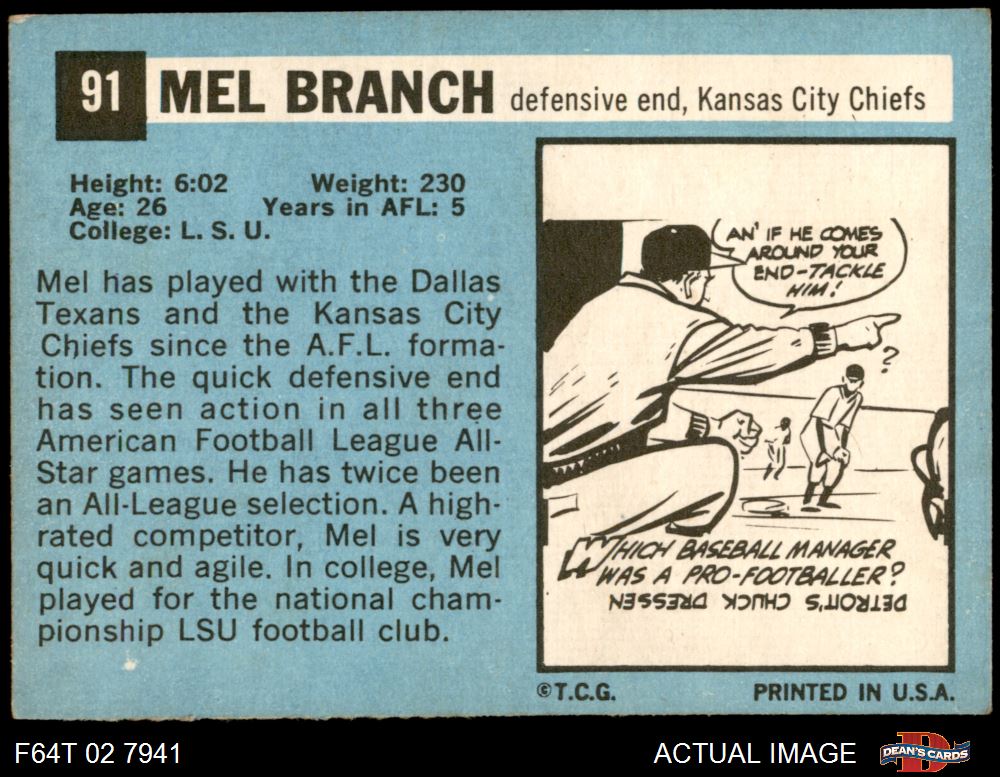 91 MEL BRANCH defensive end, Kansas City Chiefs
Height: 6:02 Weight: 230
Age: 26 Years in AFL: 5
College: L. S. U.
Mel has played with the Dallas
Texans and the Kansas City
Chiefs since the A.F.L. forma-
tion. The quick defensive end
has seen action in all three
American Football League All-
Star games. He has twice been
an All-League selection. A high-
rated competitor, Mel is very
quick and agile. In college, Mel
played for the national cham-
pionship LSU football club.
AN' IF HE COMES
AROUND YOUR
END-TACKLE
HIM!
?
WHICH BASEBALL MANAGER
WAS A PRO-FOOTBALLER?
DETROIT'S CHUCK DRESSEN
©T.C.G. PRINTED IN U.S.A.
F64T 02 7941 ACTUAL IMAGE D DEAN'S CARDS